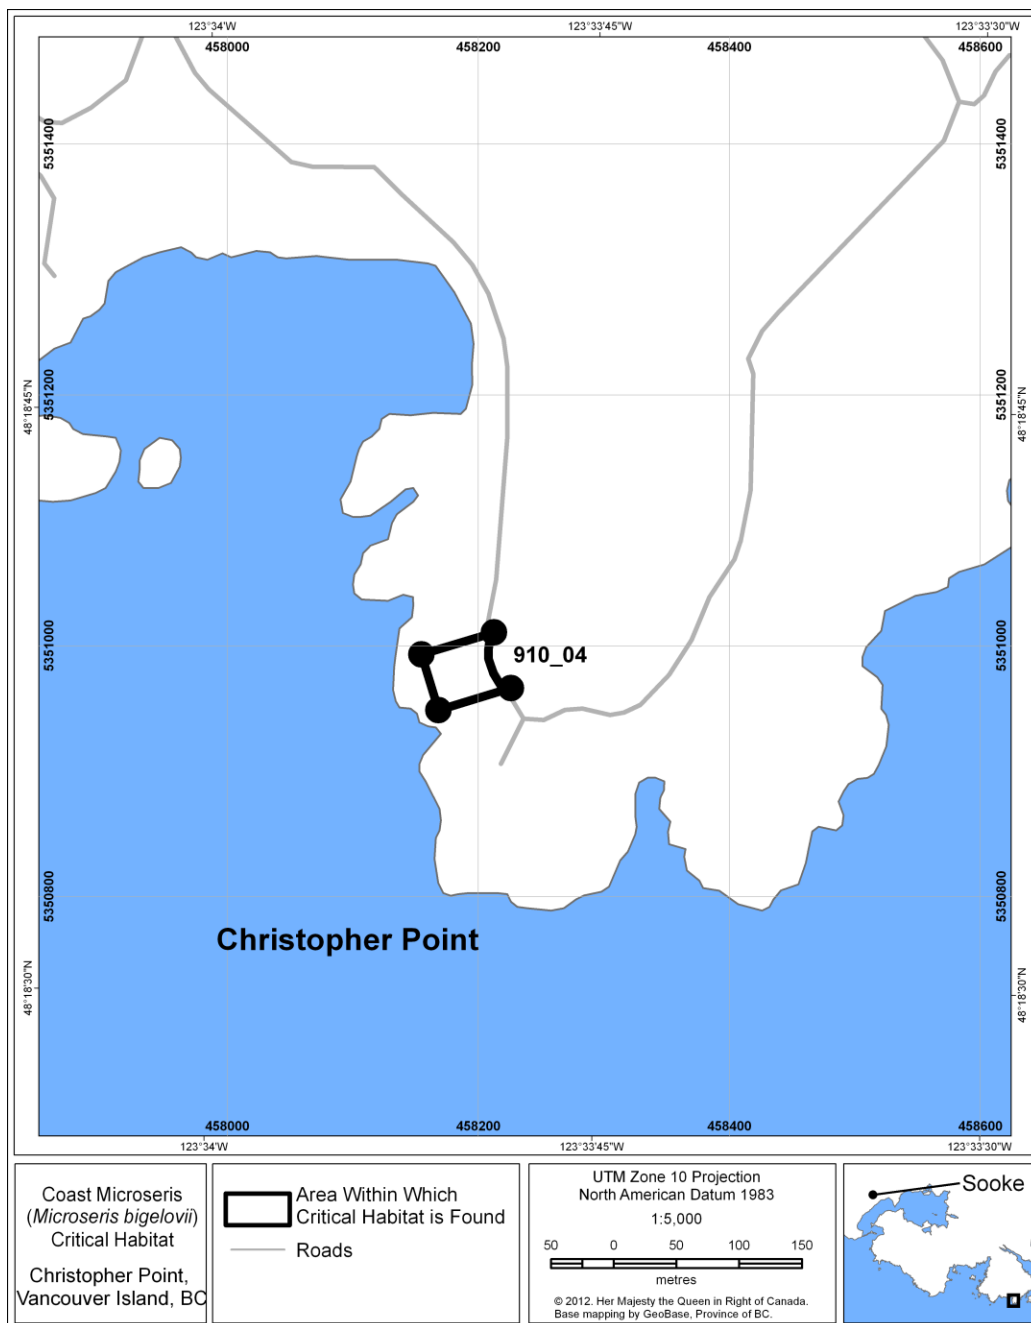 123°34'W
123°33'45"W
123°33'30"W
458000
458200
458400
458600
5351400
5351400
48°18'45"N
5351200
5351200
48°18'45"N
5351000
910_04
5351000
5350800
5350800
Christopher Point
48°18'30"N
48°18'30"N
458000
458200
458400
458600
123°34'W
123°33'45"W
123°33'30"W
Coast Microseris
(Microseris bigelovii)
Critical Habitat
Christopher Point,
Vancouver Island, BC
Area Within Which
Critical Habitat is Found
Roads
UTM Zone 10 Projection
North American Datum 1983
1:5,000
50 0 50 100 150
metres
© 2012. Her Majesty the Queen in Right of Canada.
Base mapping by GeoBase, Province of BC.
Sooke